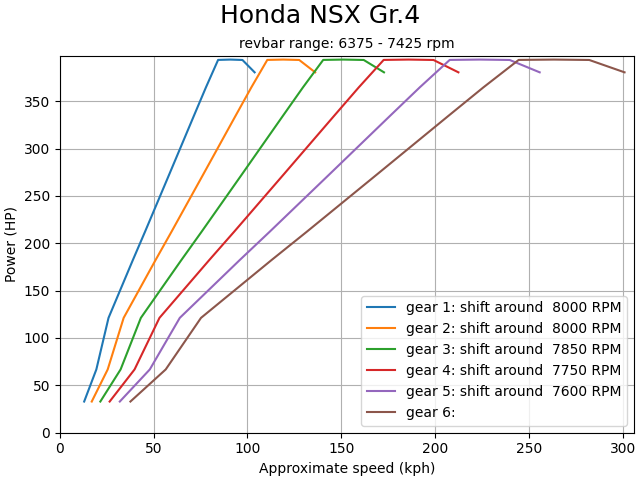 Honda NSX Gr.4
revbar range: 6375 - 7425 rpm
Power (HP)
350
300
250
200
150
100
50
0
gear 1: shift around  8000 RPM
gear 2: shift around  8000 RPM
gear 3: shift around  7850 RPM
gear 4: shift around  7750 RPM
gear 5: shift around  7600 RPM
gear 6:
0 50 100 150 200 250 300
Approximate speed (kph)